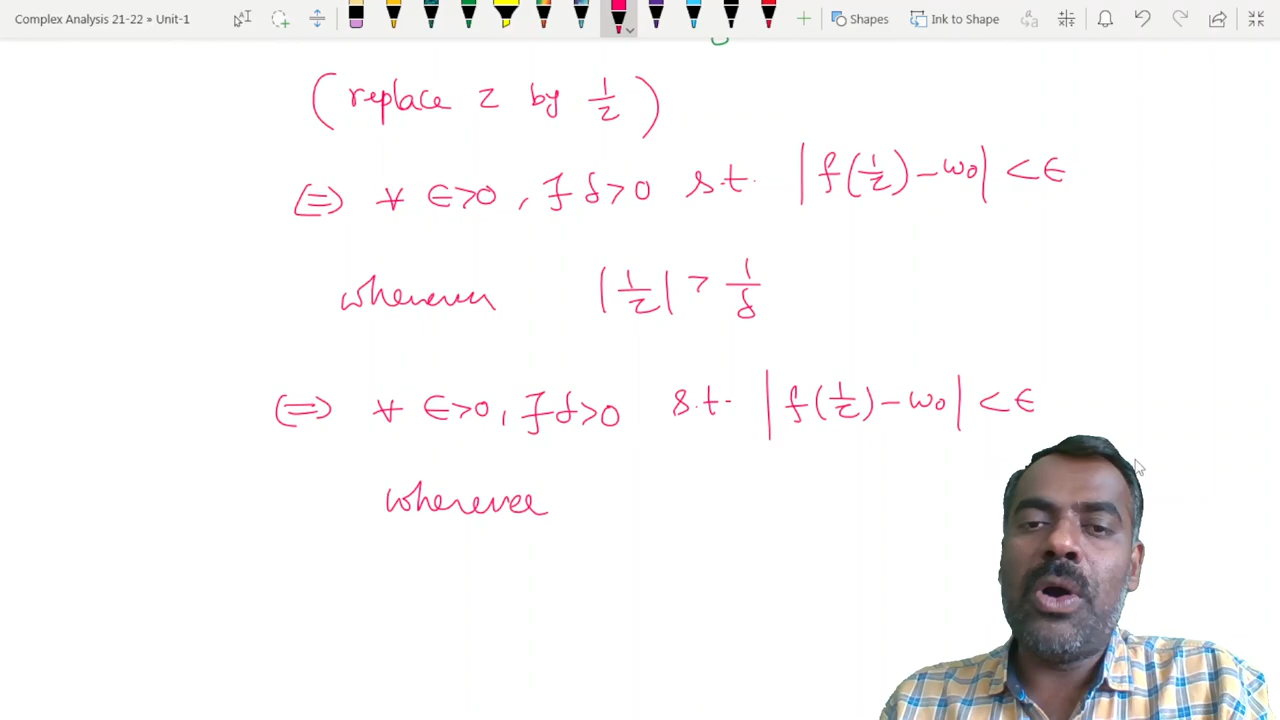 Complex Analysis 21-22 » Unit-1
Shapes
Ink to Shape
(replace z by 1/z)
⟺ ∀ ∈>0, ∃ δ>0 s.t. |f(1/z) - w₀| < ∈
whenever |1/z| > 1/δ
⟺ ∀ ∈>0, ∃ δ>0 s.t. |f(1/z) - w₀| < ∈
whenever